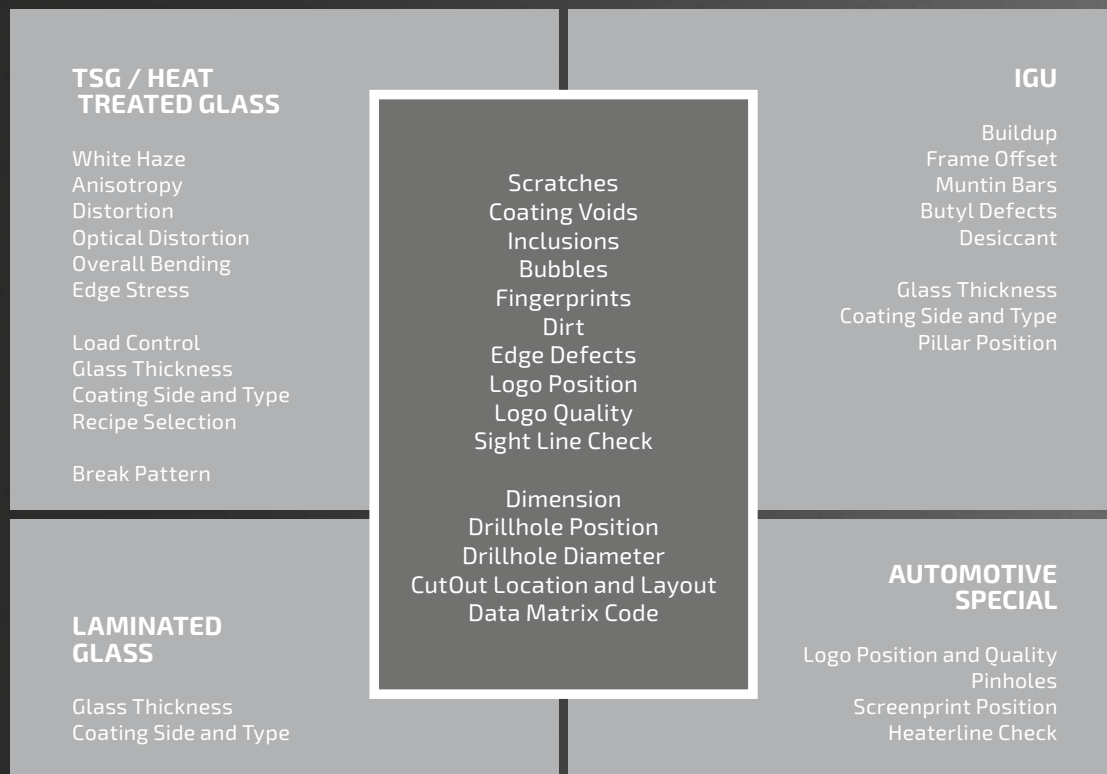 TSG / HEAT
TREATED GLASS
White Haze
Anisotropy
Distortion
Optical Distortion
Overall Bending
Edge Stress
Load Control
Glass Thickness
Coating Side and Type
Recipe Selection
Break Pattern
IGU
Buildup
Frame Offset
Muntin Bars
Butyl Defects
Desiccant
Glass Thickness
Coating Side and Type
Pillar Position
Scratches
Coating Voids
Inclusions
Bubbles
Fingerprints
Dirt
Edge Defects
Logo Position
Logo Quality
Sight Line Check
Dimension
Drillhole Position
Drillhole Diameter
CutOut Location and Layout
Data Matrix Code
LAMINATED
GLASS
Glass Thickness
Coating Side and Type
AUTOMOTIVE
SPECIAL
Logo Position and Quality
Pinholes
Screenprint Position
Heaterline Check